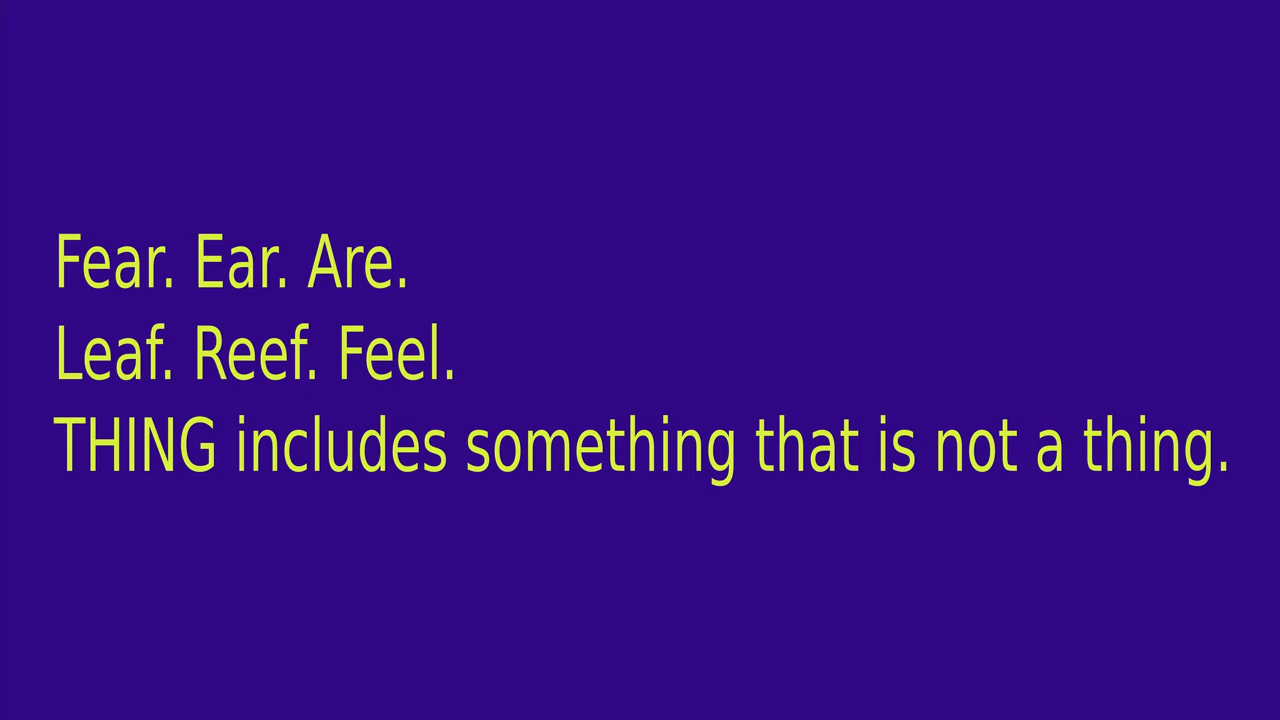 Fear. Ear. Are.
Leaf. Reef. Feel.
THING includes something that is not a thing.